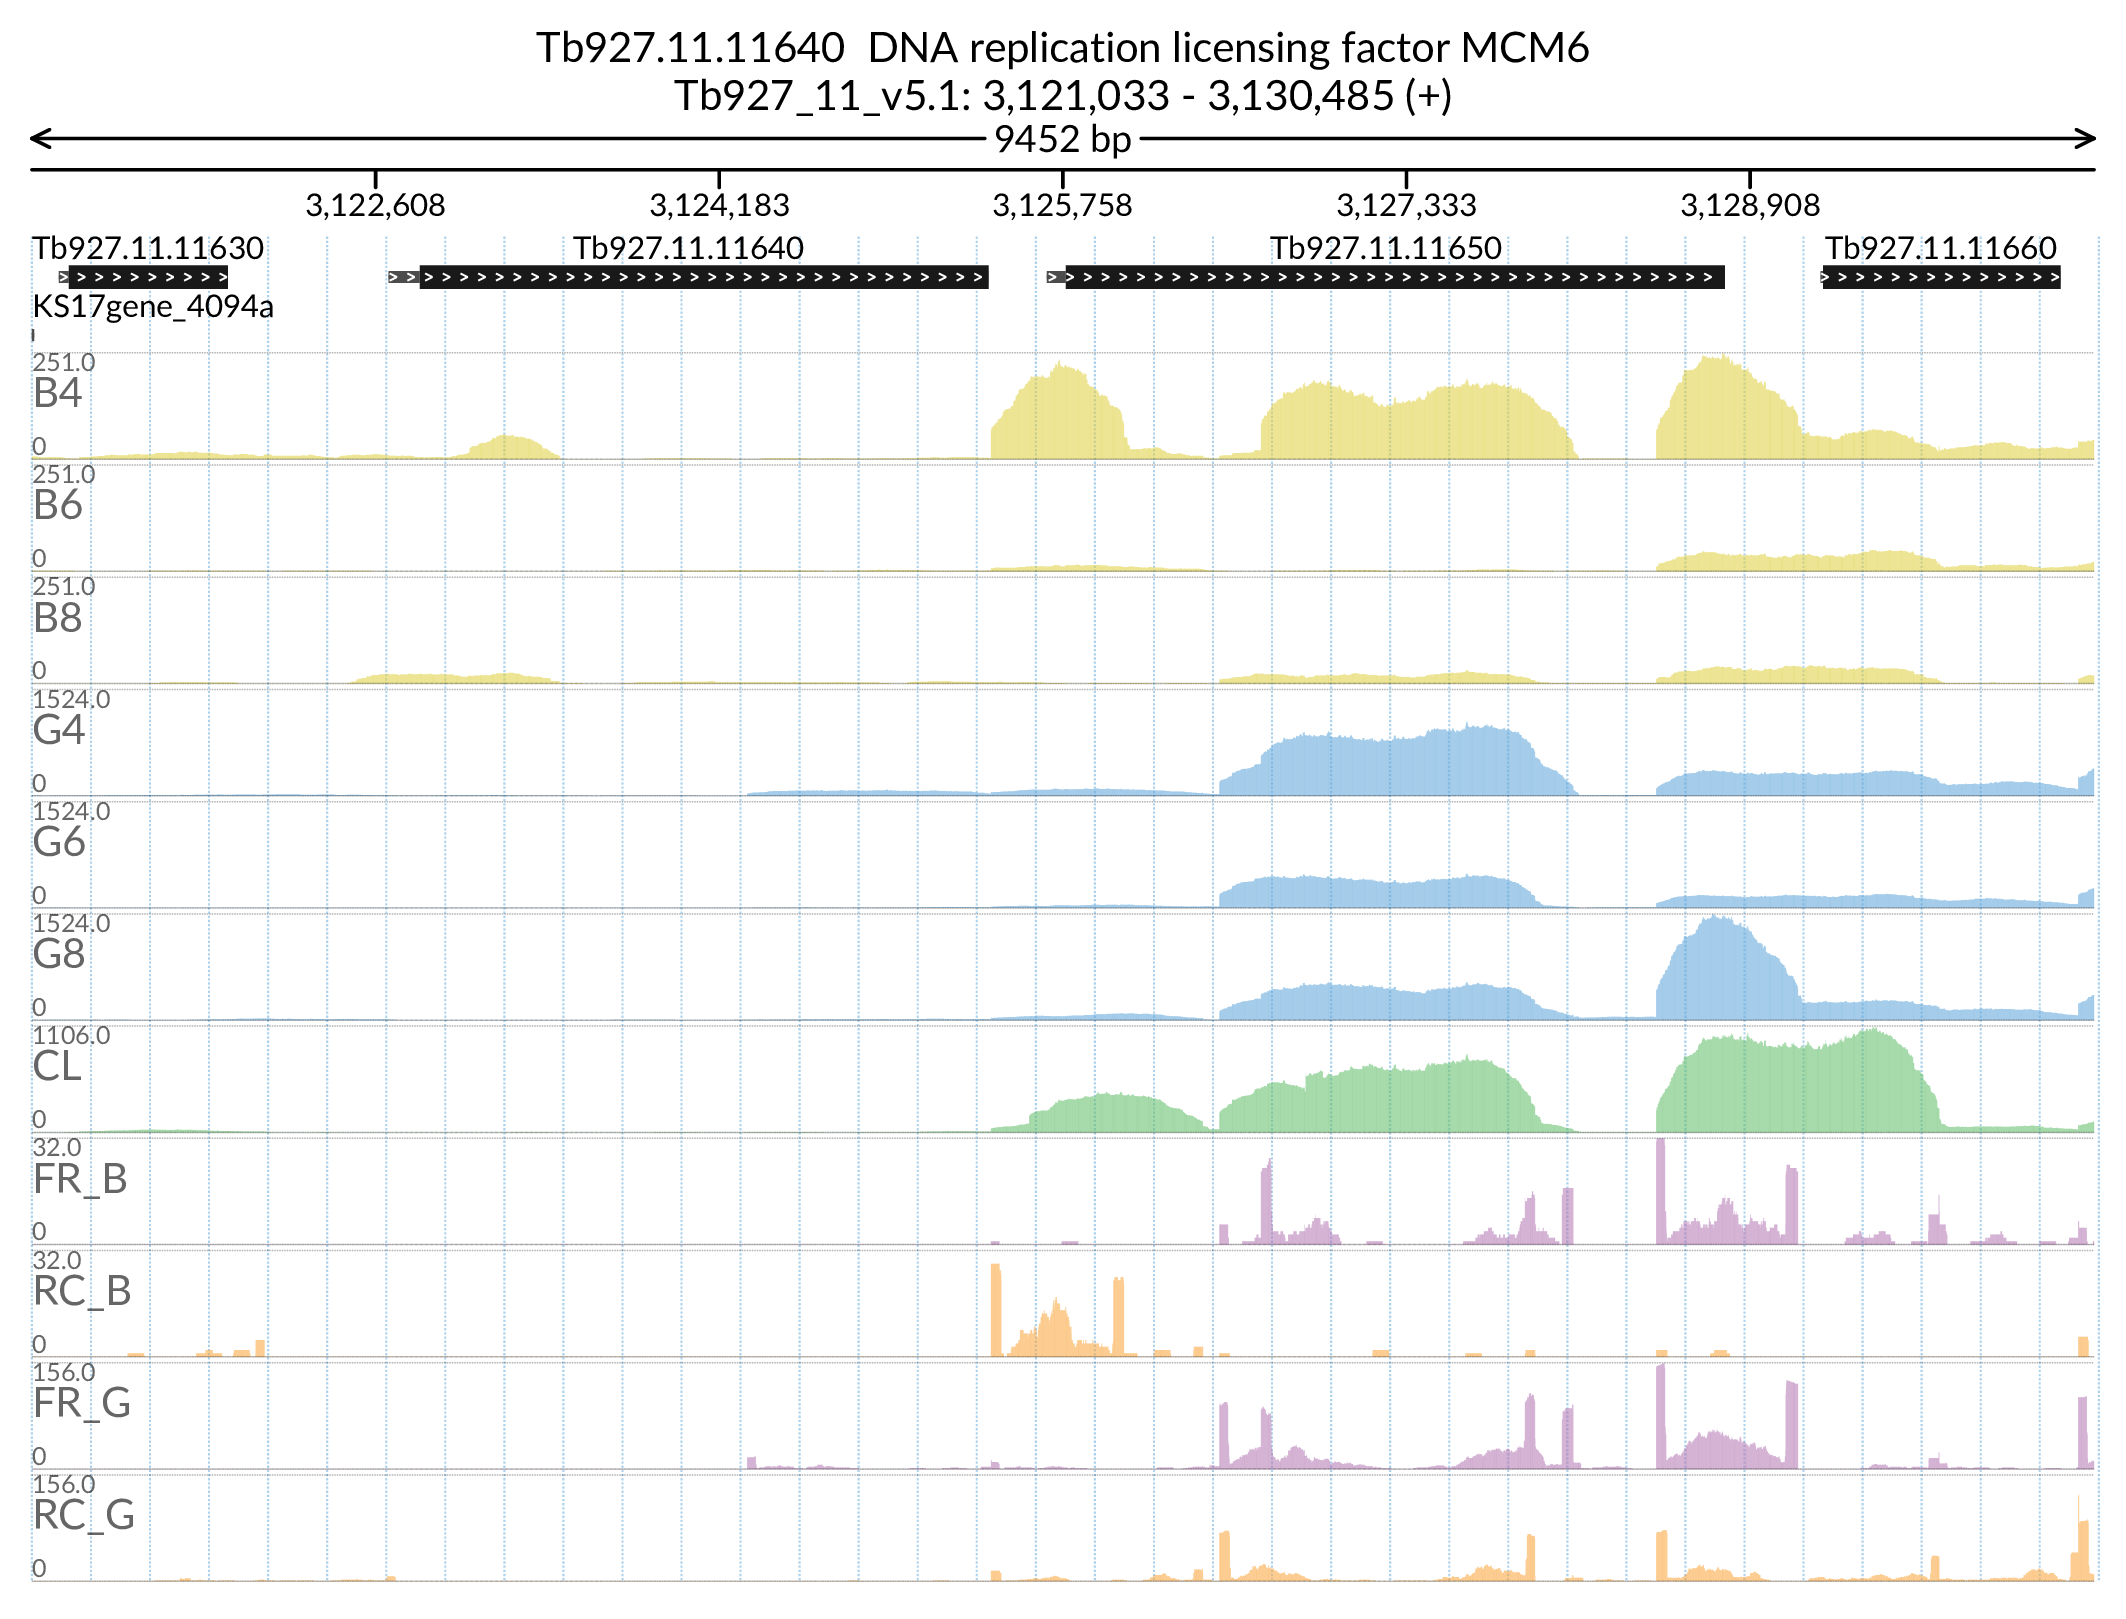 Tb927.11.11640  DNA replication licensing factor MCM6
Tb927_11_v5.1: 3,121,033 - 3,130,485 (+)
9452 bp
3,122,608 3,124,183 3,125,758 3,127,333 3,128,908
Tb927.11.11630 Tb927.11.11640 Tb927.11.11650 Tb927.11.11660
KS17gene_4094a
251.0
B4
0
251.0
B6
0
251.0
B8
0
1524.0
G4
0
1524.0
G6
0
1524.0
G8
0
1106.0
CL
0
32.0
FR_B
0
32.0
RC_B
0
156.0
FR_G
0
156.0
RC_G
0